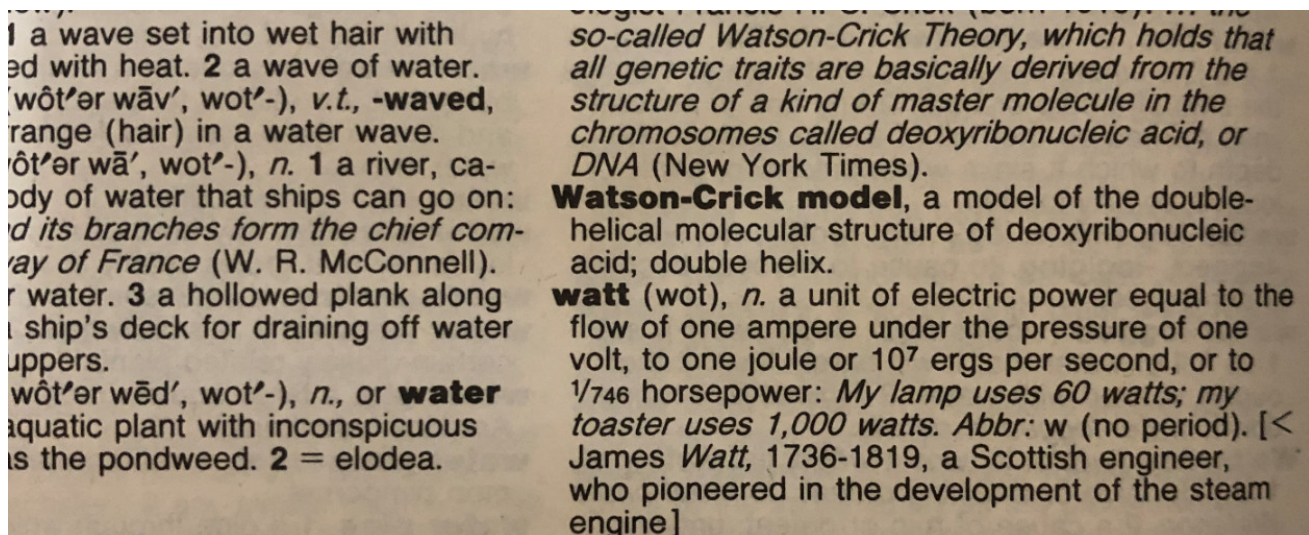 1 a wave set into wet hair with
ed with heat. 2 a wave of water.
wôt′ər wāv′, wot′-), v.t., -waved,
range (hair) in a water wave.
ôt′ər wā′, wot′-), n. 1 a river, ca-
ody of water that ships can go on:
d its branches form the chief com-
ay of France (W. R. McConnell).
r water. 3 a hollowed plank along
ship's deck for draining off water
uppers.
wôt′ər wēd′, wot′-), n., or water
aquatic plant with inconspicuous
as the pondweed. 2 = elodea.
so-called Watson-Crick Theory, which holds that
all genetic traits are basically derived from the
structure of a kind of master molecule in the
chromosomes called deoxyribonucleic acid, or
DNA (New York Times).
Watson-Crick model, a model of the double-
helical molecular structure of deoxyribonucleic
acid; double helix.
watt (wot), n. a unit of electric power equal to the
flow of one ampere under the pressure of one
volt, to one joule or 10⁷ ergs per second, or to
1/746 horsepower: My lamp uses 60 watts; my
toaster uses 1,000 watts. Abbr: w (no period). [<
James Watt, 1736-1819, a Scottish engineer,
who pioneered in the development of the steam
engine]